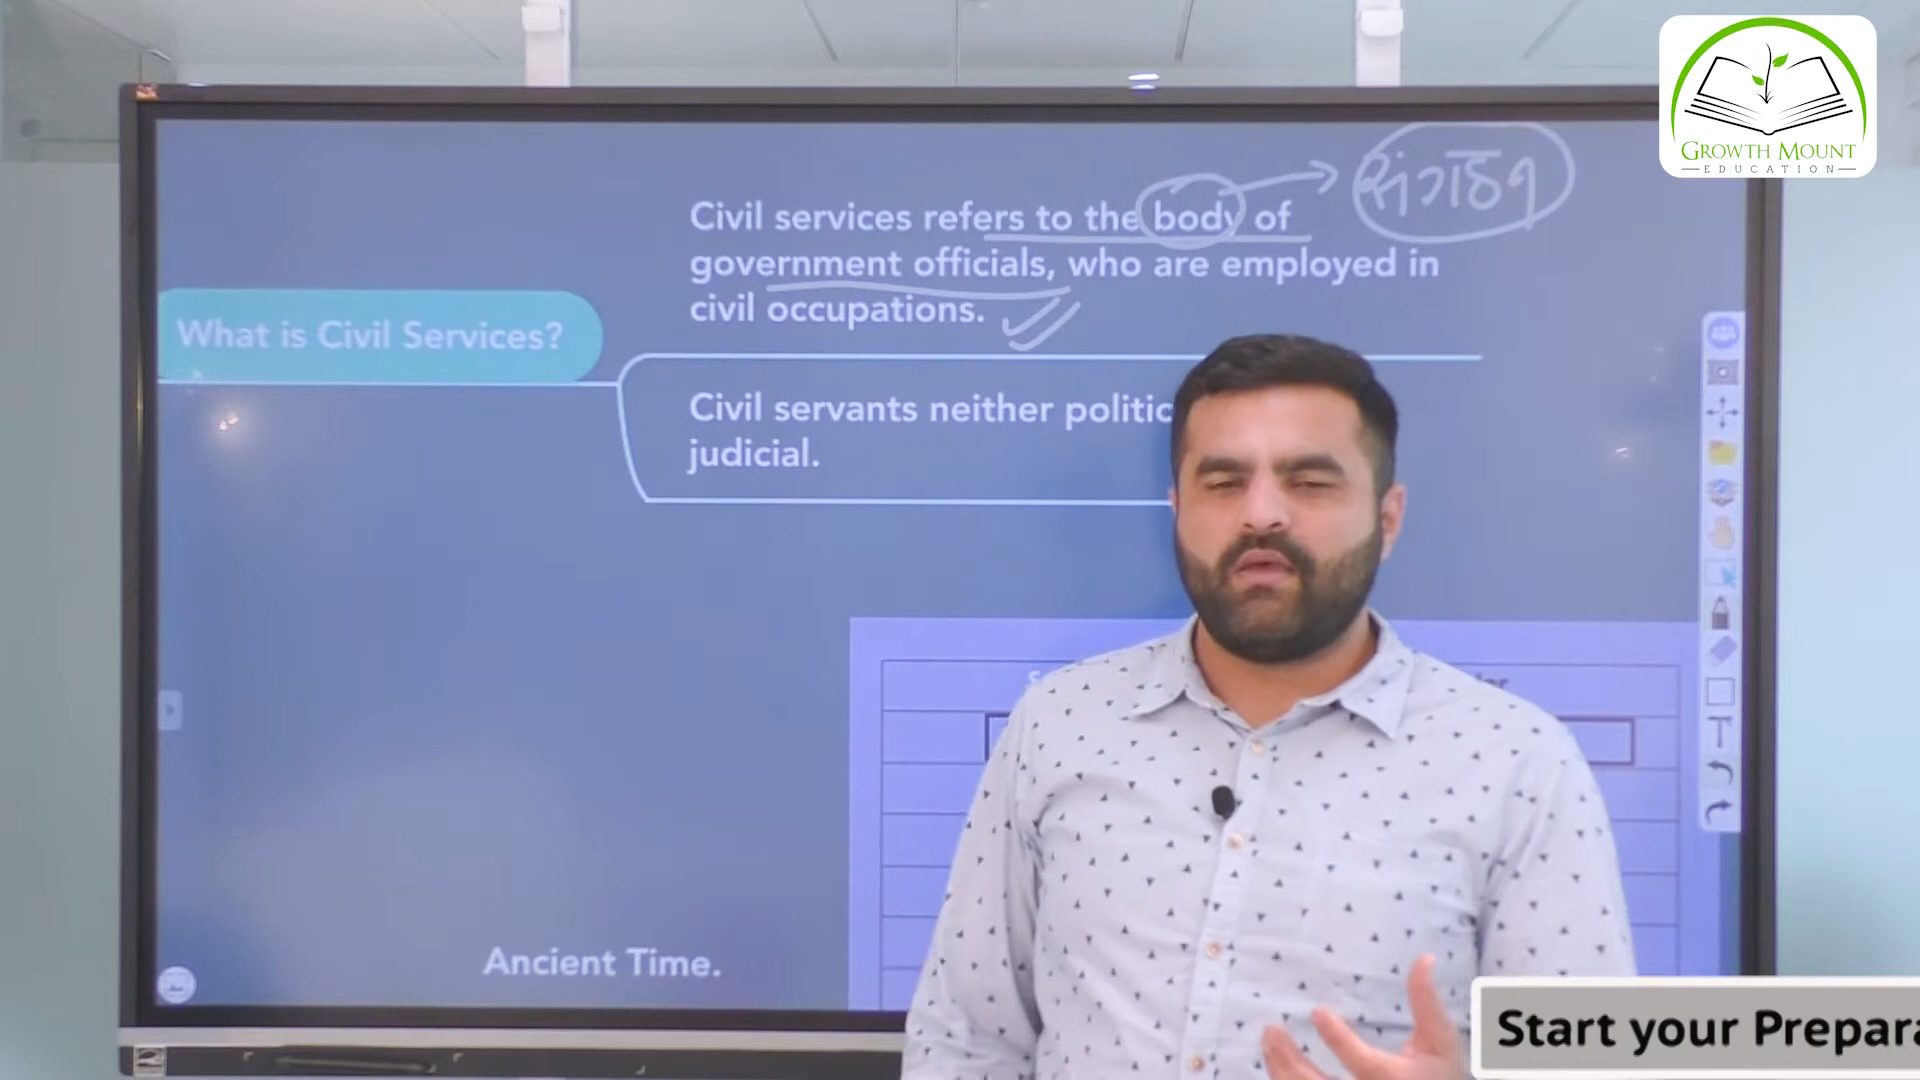 GROWTH MOUNT
EDUCATION
Civil services refers to the body of
government officials, who are employed in
civil occupations.
What is Civil Services?
Civil servants neither politic
judicial.
Ancient Time.
Start your Prepara